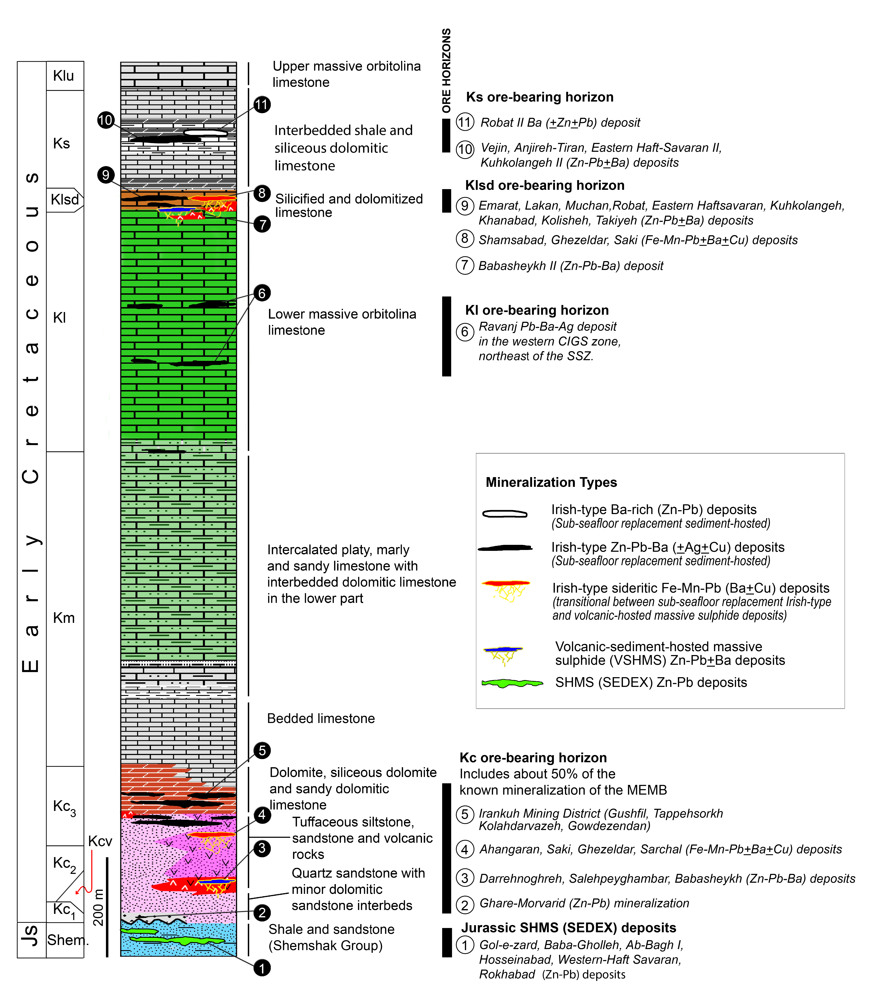 ORE HORIZONS
Early Cretaceous
Js
Klu
Ks
Klsd
Kl
Km
Kc3
Kcv
Kc2
Kc1
Shem.
200 m
11
10
9
8
7
6
5
4
3
2
1
Upper massive orbitolina
limestone
Interbedded shale and
siliceous dolomitic
limestone
Silicified and dolomitized
limestone
Lower massive orbitolina
limestone
Intercalated platy, marly
and sandy limestone with
interbedded dolomitic limestone
in the lower part
Bedded limestone
Dolomite, siliceous dolomite
and sandy dolomitic
limestone
Tuffaceous siltstone,
sandstone and volcanic
rocks
Quartz sandstone with
minor dolomitic
sandstone interbeds
Shale and sandstone
(Shemshak Group)
Ks ore-bearing horizon
11 Robat II Ba (±Zn±Pb) deposit
10 Vejin, Anjireh-Tiran, Eastern Haft-Savaran II,
Kuhkolangeh II (Zn-Pb±Ba) deposits
Klsd ore-bearing horizon
9 Emarat, Lakan, Muchan,Robat, Eastern Haftsavaran, Kuhkolangeh,
Khanabad, Kolisheh, Takiyeh (Zn-Pb±Ba) deposits
8 Shamsabad, Ghezeldar, Saki (Fe-Mn-Pb±Ba±Cu) deposits
7 Babasheykh II (Zn-Pb-Ba) deposit
Kl ore-bearing horizon
6 Ravanj Pb-Ba-Ag deposit
in the western CIGS zone,
northeast of the SSZ.
Mineralization Types
Irish-type Ba-rich (Zn-Pb) deposits
(Sub-seafloor replacement sediment-hosted)
Irish-type Zn-Pb-Ba (±Ag±Cu) deposits
(Sub-seafloor replacement sediment-hosted)
Irish-type sideritic Fe-Mn-Pb (Ba±Cu) deposits
(transitional between sub-seafloor replacement Irish-type
and volcanic-hosted massive sulphide deposits)
Volcanic-sediment-hosted massive
sulphide (VSHMS) Zn-Pb±Ba deposits
SHMS (SEDEX) Zn-Pb deposits
Kc ore-bearing horizon
Includes about 50% of the
known mineralization of the MEMB
5 Irankuh Mining District (Gushfil, Tappehsorkh
Kolahdarvazeh, Gowdezendan)
4 Ahangaran, Saki, Ghezeldar, Sarchal (Fe-Mn-Pb±Ba±Cu) deposits
3 Darrehnoghreh, Salehpeyghambar, Babasheykh (Zn-Pb-Ba) deposits
2 Ghare-Morvarid (Zn-Pb) mineralization
Jurassic SHMS (SEDEX) deposits
1 Gol-e-zard, Baba-Gholleh, Ab-Bagh I,
Hosseinabad, Western-Haft Savaran,
Rokhabad (Zn-Pb) deposits